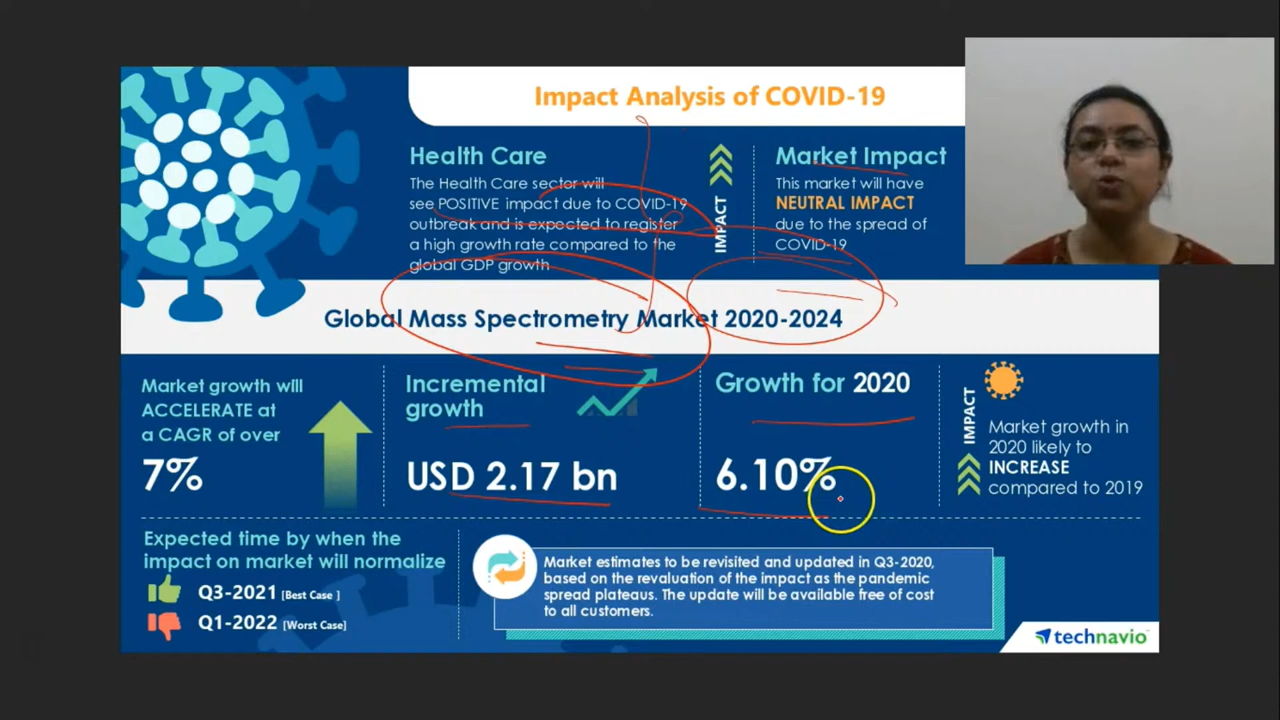 Impact Analysis of COVID-19
Health Care
The Health Care sector will
see POSITIVE impact due to COVID-19
outbreak and is expected to register
a high growth rate compared to the
global GDP growth
IMPACT
Market Impact
This market will have
NEUTRAL IMPACT
due to the spread of
COVID-19
Global Mass Spectrometry Market 2020-2024
Market growth will
ACCELERATE at
a CAGR of over
7%
Incremental
growth
USD 2.17 bn
Growth for 2020
6.10%
IMPACT
Market growth in
2020 likely to
INCREASE
compared to 2019
Expected time by when the
impact on market will normalize
Q3-2021 [Best Case ]
Q1-2022 [Worst Case]
Market estimates to be revisited and updated in Q3-2020,
based on the revaluation of the impact as the pandemic
spread plateaus. The update will be available free of cost
to all customers.
technavio